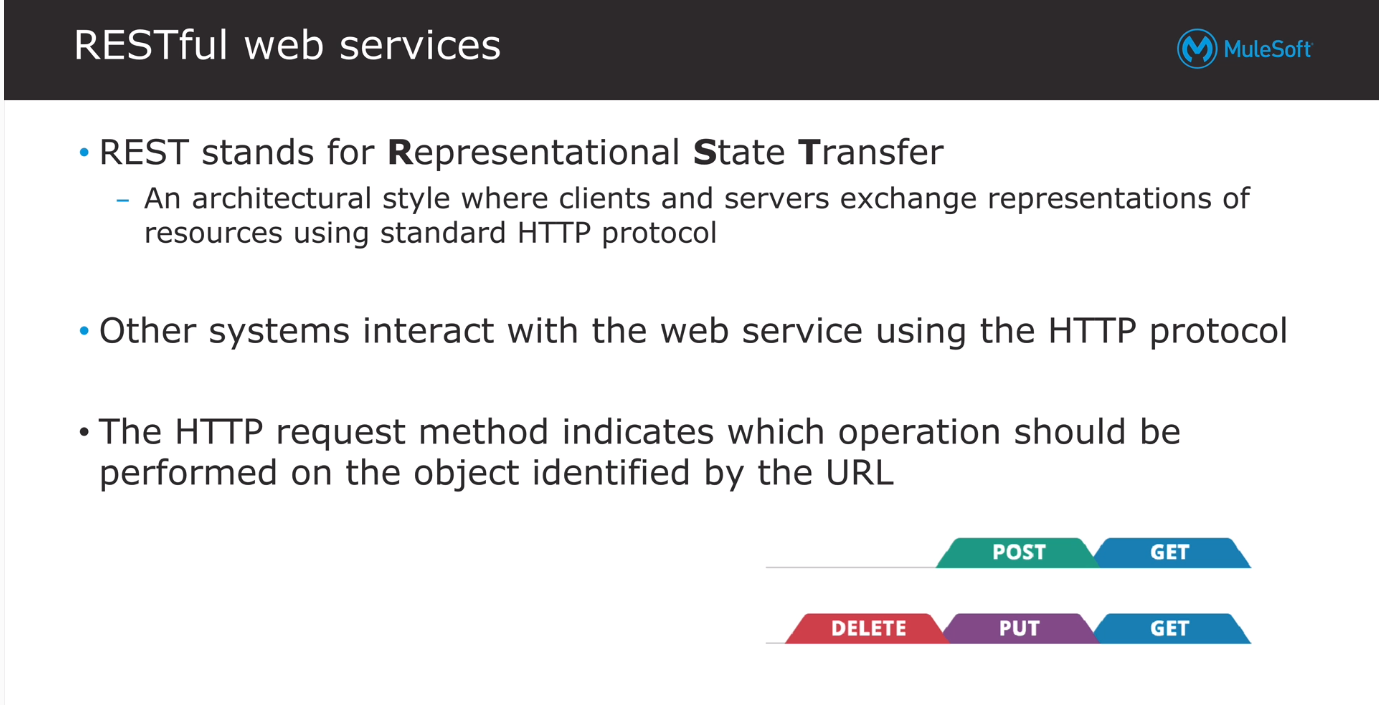 RESTful web services
MuleSoft
• REST stands for Representational State Transfer
– An architectural style where clients and servers exchange representations of
resources using standard HTTP protocol
• Other systems interact with the web service using the HTTP protocol
• The HTTP request method indicates which operation should be
performed on the object identified by the URL
POST GET
DELETE PUT GET